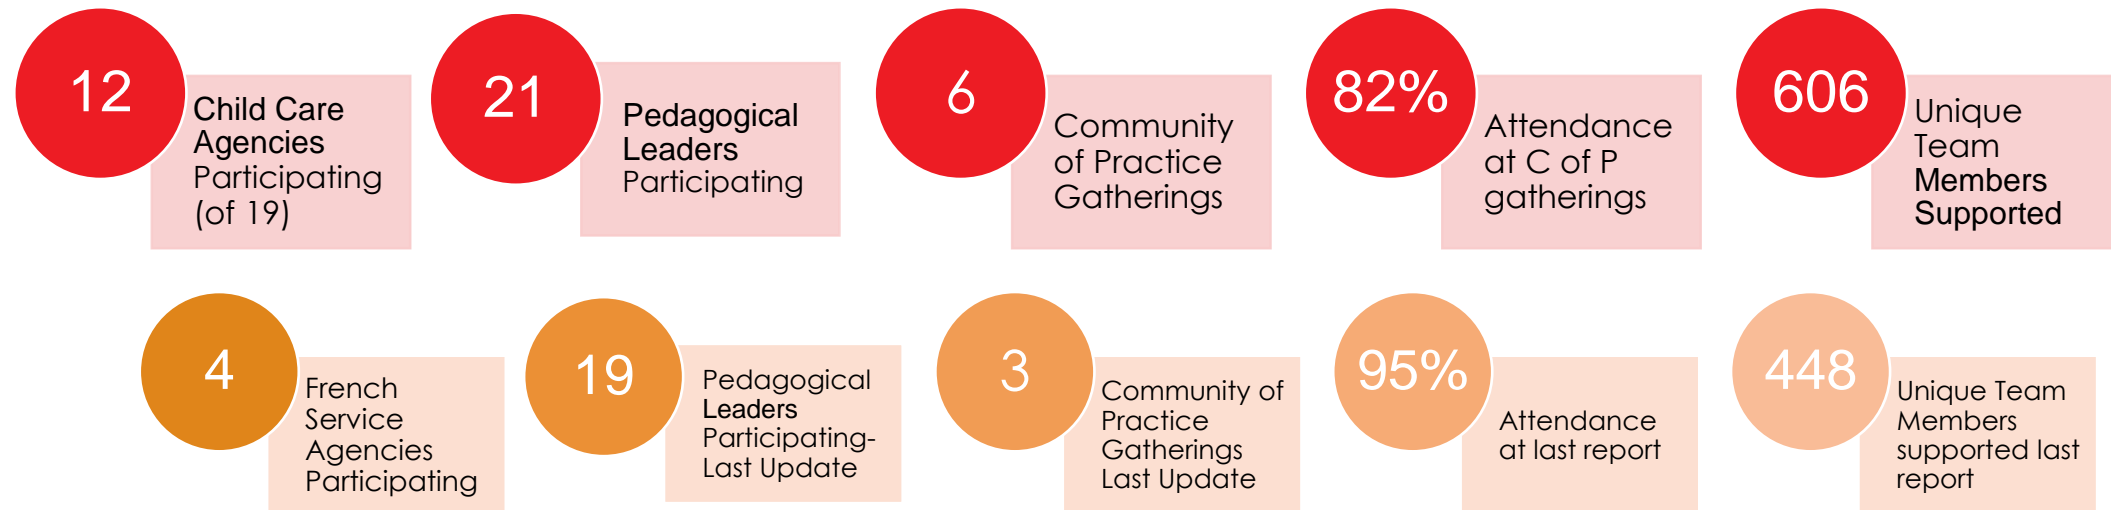 12
Child Care
Agencies
Participating
(of 19)
21
Pedagogical
Leaders
Participating
6
Community
of Practice
Gatherings
82%
Attendance
at C of P
gatherings
606
Unique
Team
Members
Supported
4
French
Service
Agencies
Participating
19
Pedagogical
Leaders
Participating-
Last Update
3
Community of
Practice
Gatherings
Last Update
95%
Attendance
at last report
448
Unique Team
Members
supported last
report